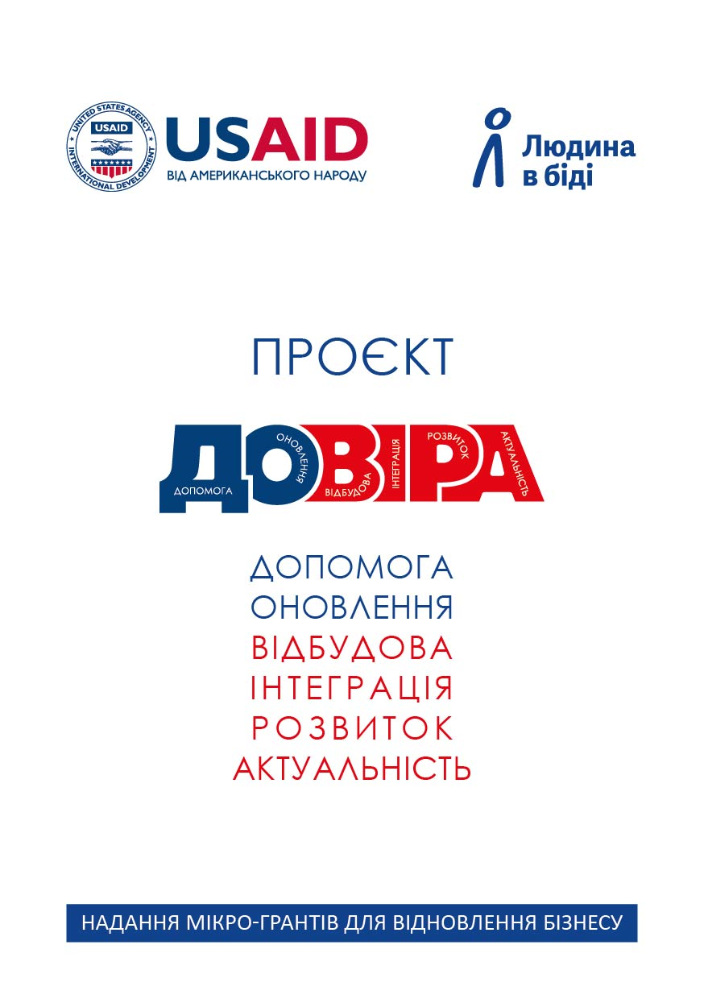 UNITED STATES AGENCY
USAID
INTERNATIONAL DEVELOPMENT
USAID
ВІД АМЕРИКАНСЬКОГО НАРОДУ
Людина
в біді
ПРОЄКТ
ДОВІРА
ДОПОМОГА
ОНОВЛЕННЯ
ВІДБУДОВА
ІНТЕГРАЦІЯ
РОЗВИТОК
АКТУАЛЬНІСТЬ
ДОПОМОГА
ОНОВЛЕННЯ
ВІДБУДОВА
ІНТЕГРАЦІЯ
РОЗВИТОК
АКТУАЛЬНІСТЬ
НАДАННЯ МІКРО-ГРАНТІВ ДЛЯ ВІДНОВЛЕННЯ БІЗНЕСУ